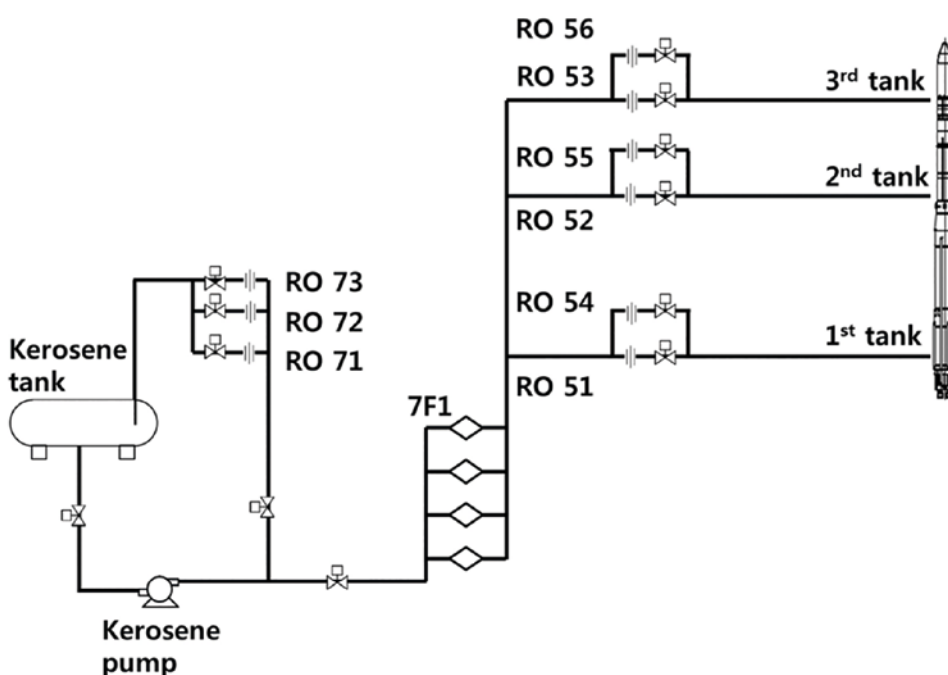 RO 56
RO 53
3rd tank
RO 55
2nd tank
RO 52
RO 73
RO 54
RO 72
1st tank
RO 71
Kerosene
tank
RO 51
7F1
Kerosene
pump